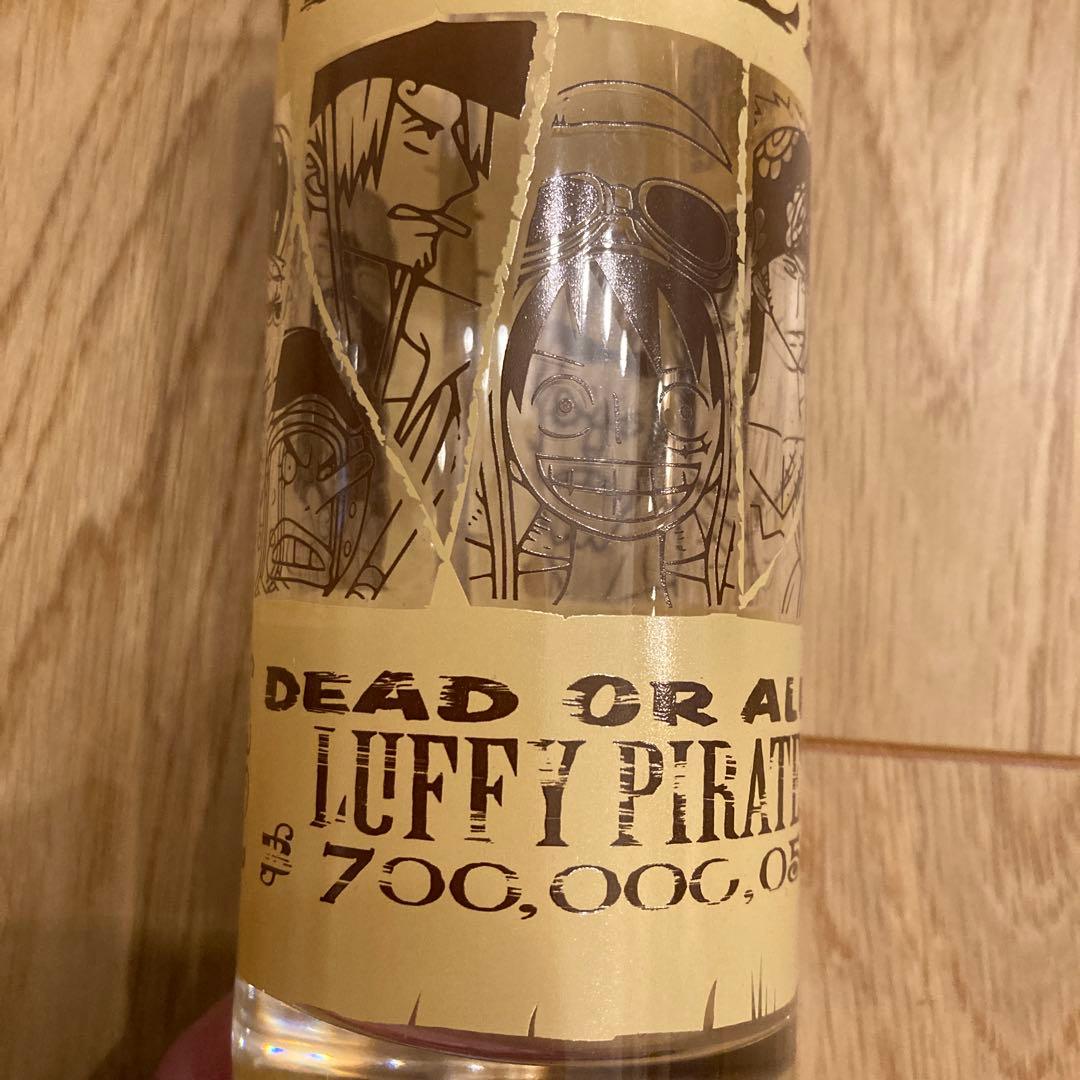 DEAD OR AL
LUFFY PIRATE
700,000,05